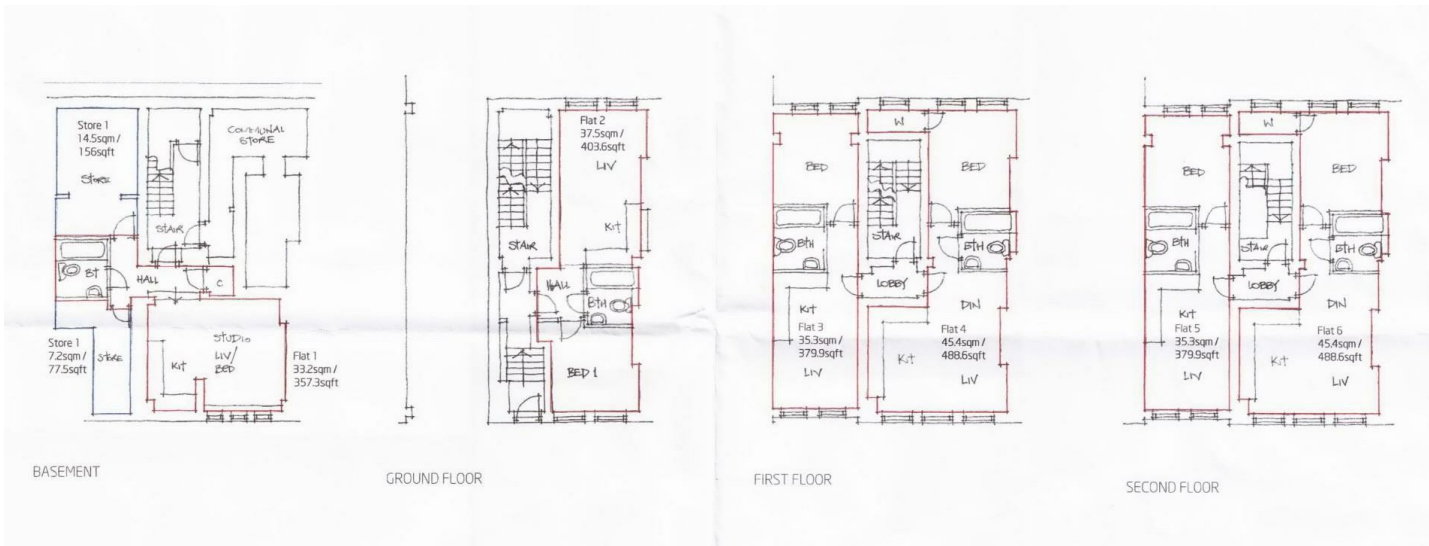 Store 1
14.5sqm /
156sqft
STORE
COMMUNAL
STORE
STAIR
BT
HALL
C
Store 1
7.2sqm /
77.5sqft
STORE
KIT
STUDIO
LIV/
BED
Flat 1
33.2sqm /
357.3sqft
BASEMENT
Flat 2
37.5sqm /
403.6sqft
LIV
KIT
STAIR
HALL
BTH
BED 1
GROUND FLOOR
W
BED
BED
STAIR
BTH
BTH
LOBBY
KIT
DIN
Flat 3
35.3sqm /
379.9sqft
LIV
Flat 4
45.4sqm /
488.6sqft
KIT
LIV
FIRST FLOOR
W
BED
BED
STAIR
BTH
BTH
LOBBY
KIT
DIN
Flat 5
35.3sqm /
379.9sqft
LIV
Flat 6
45.4sqm /
488.6sqft
KIT
LIV
SECOND FLOOR